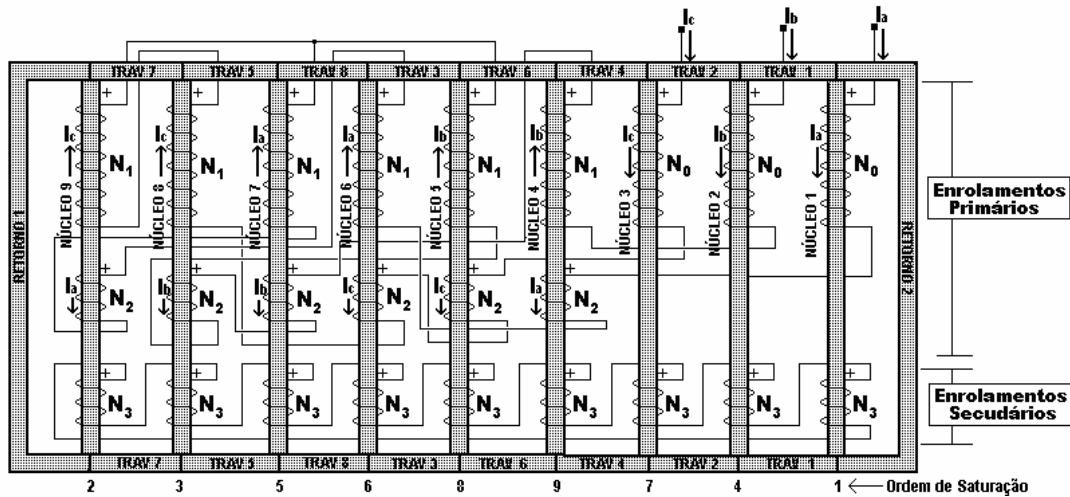 Ic Ib Ia
TRAV 7 TRAV 5 TRAV 8 TRAV 3 TRAV 6 TRAV 4 TRAV 2 TRAV 1
+ + + + + + + + +
Ic Ic Ia Ia Ib Ib Ic Ib Ia
N1 N1 N1 N1 N1 N1 N0 N0 N0
NÚCLEO 9 NÚCLEO 8 NÚCLEO 7 NÚCLEO 6 NÚCLEO 5 NÚCLEO 4 NÚCLEO 3 NÚCLEO 2 NÚCLEO 1
RETORNO 1
RETORNO 2
Enrolamentos
Primários
+ + + + + +
Ia Ib Ib Ic Ic Ia
N2 N2 N2 N2 N2 N2
+ + + + + + + + +
N3 N3 N3 N3 N3 N3 N3 N3 N3
Enrolamentos
Secudários
TRAV 7 TRAV 5 TRAV 8 TRAV 3 TRAV 6 TRAV 4 TRAV 2 TRAV 1
2 3 5 6 8 9 7 4 1 Ordem de Saturação